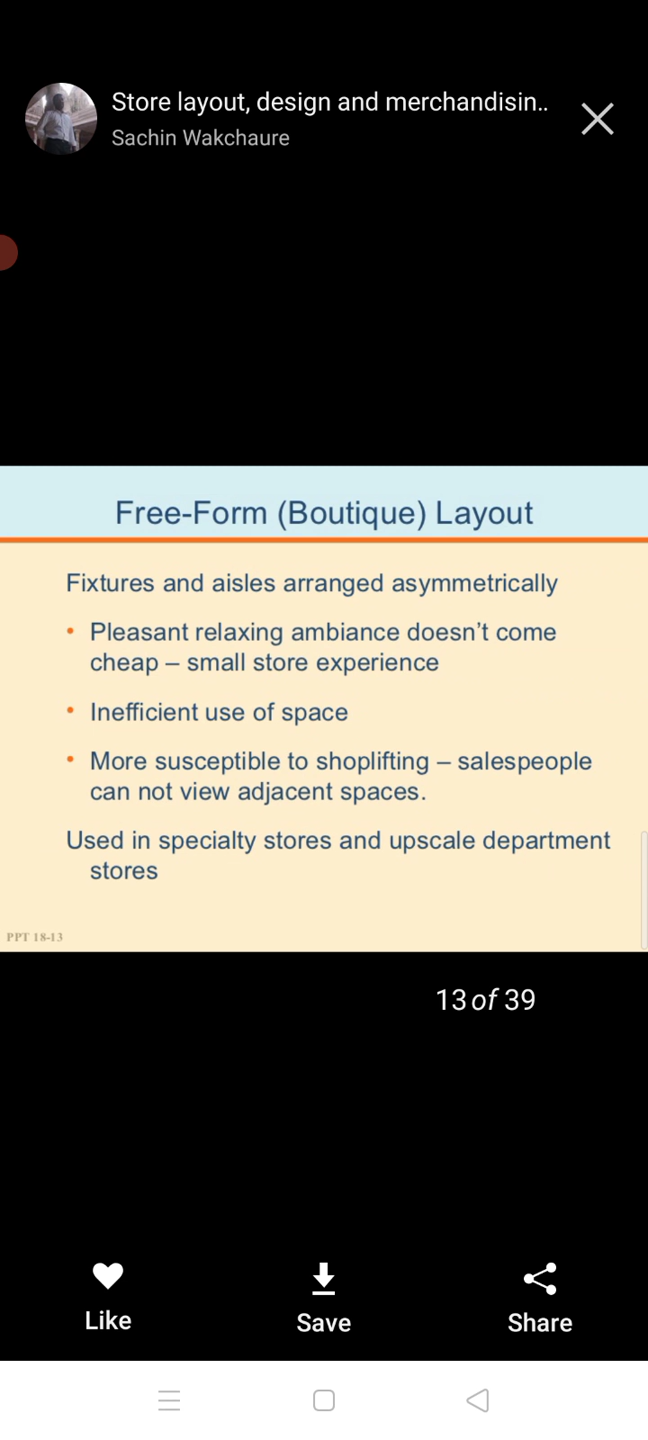 Store layout, design and merchandisin..
Sachin Wakchaure
Free-Form (Boutique) Layout
Fixtures and aisles arranged asymmetrically
• Pleasant relaxing ambiance doesn't come
cheap – small store experience
• Inefficient use of space
• More susceptible to shoplifting – salespeople
can not view adjacent spaces.
Used in specialty stores and upscale department
stores
PPT 18-13
13 of 39
Like
Save
Share